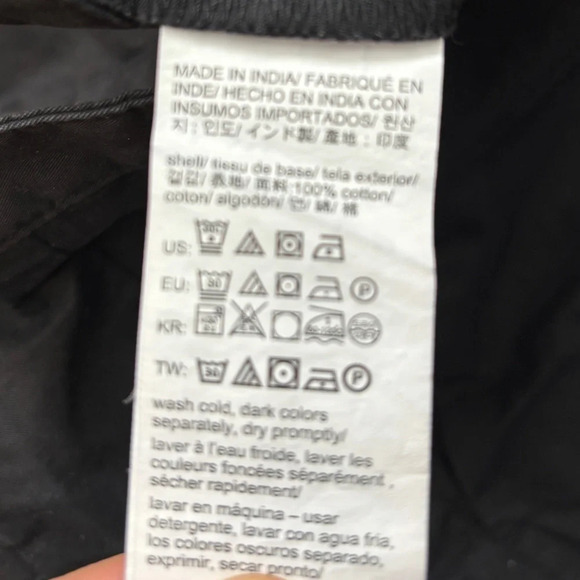 MADE IN INDIA/ FABRIQUÉ EN
INDE/ HECHO EN INDIA CON
INSUMOS IMPORTADOS/ 원산
지 : 인도/ インド製/ 產地 : 印度
shell/ tissu de base/ tela exterior/
겉감/ 表地/ 面料:100% cotton/
coton/ algodón/ 면/ 綿/ 棉
US:
EU: 30 P
KR:
TW: 30 P
wash cold, dark colors
separately, dry promptly/
laver à l'eau froide, laver les
couleurs foncées séparément ,
sécher rapidement/
lavar en máquina – usar
detergente, lavar con agua fría,
los colores oscuros separado,
exprimir, secar pronto/